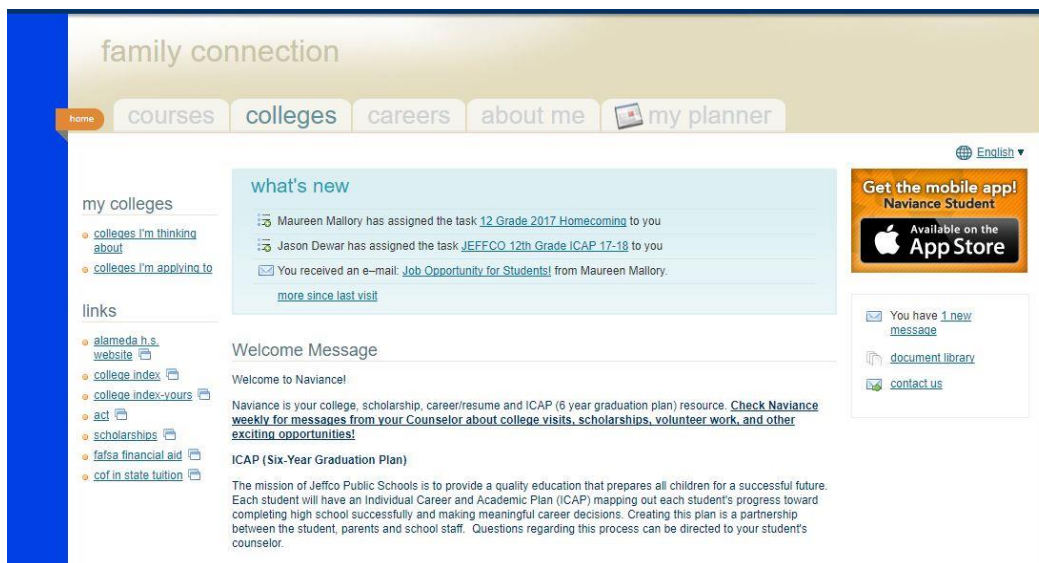 family connection
home
courses
colleges
careers
about me
my planner
English ▼
my colleges
colleges I'm thinking
about
colleges I'm applying to
links
alameda h.s.
website
college index
college index-yours
act
scholarships
fafsa financial aid
cof in state tuition
what's new
Maureen Mallory has assigned the task 12 Grade 2017 Homecoming to you
Jason Dewar has assigned the task JEFFCO 12th Grade ICAP 17-18 to you
You received an e–mail: Job Opportunity for Students! from Maureen Mallory.
more since last visit
Welcome Message
Welcome to Naviance!
Naviance is your college, scholarship, career/resume and ICAP (6 year graduation plan) resource. Check Naviance
weekly for messages from your Counselor about college visits, scholarships, volunteer work, and other
exciting opportunities!
ICAP (Six-Year Graduation Plan)
The mission of Jeffco Public Schools is to provide a quality education that prepares all children for a successful future.
Each student will have an Individual Career and Academic Plan (ICAP) mapping out each student's progress toward
completing high school successfully and making meaningful career decisions. Creating this plan is a partnership
between the student, parents and school staff. Questions regarding this process can be directed to your student's
counselor.
Get the mobile app!
Naviance Student
Available on the
App Store
You have 1 new
message
document library
contact us